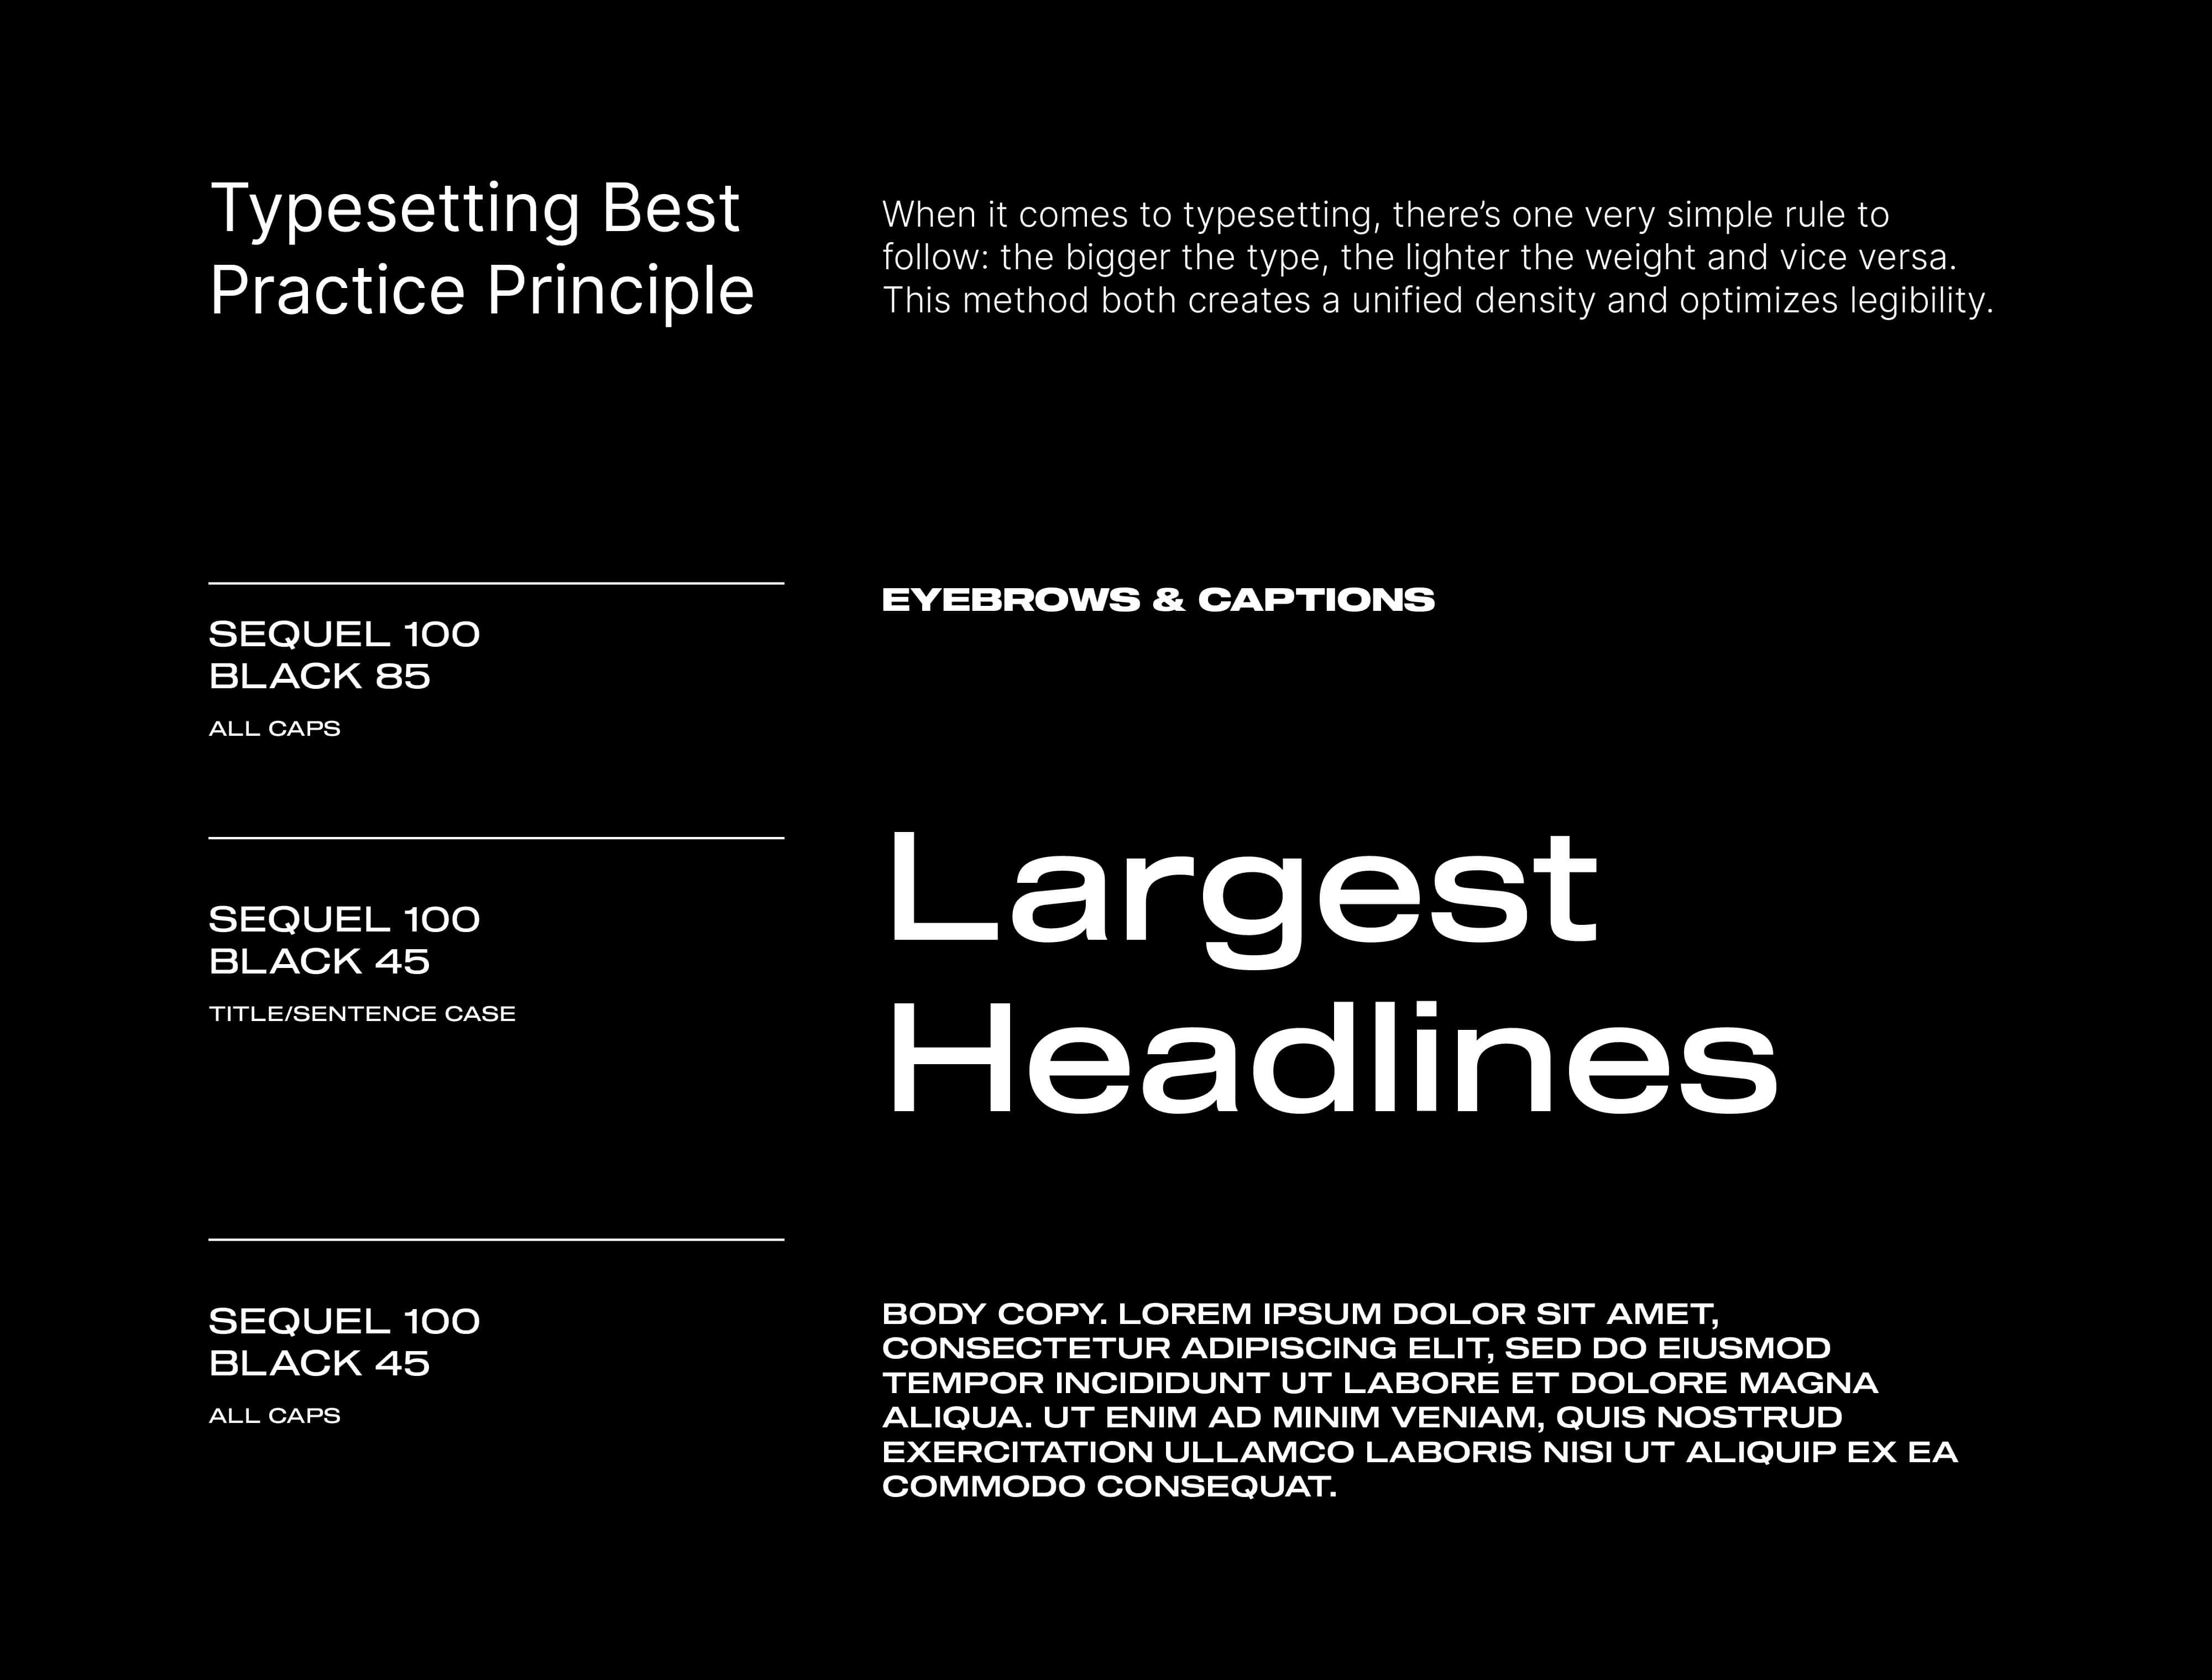 Typesetting Best
Practice Principle
When it comes to typesetting, there’s one very simple rule to
follow: the bigger the type, the lighter the weight and vice versa.
This method both creates a unified density and optimizes legibility.
SEQUEL 100
BLACK 85
ALL CAPS
EYEBROWS & CAPTIONS
SEQUEL 100
BLACK 45
TITLE/SENTENCE CASE
Largest
Headlines
SEQUEL 100
BLACK 45
ALL CAPS
BODY COPY. LOREM IPSUM DOLOR SIT AMET,
CONSECTETUR ADIPISCING ELIT, SED DO EIUSMOD
TEMPOR INCIDIDUNT UT LABORE ET DOLORE MAGNA
ALIQUA. UT ENIM AD MINIM VENIAM, QUIS NOSTRUD
EXERCITATION ULLAMCO LABORIS NISI UT ALIQUIP EX EA
COMMODO CONSEQUAT.